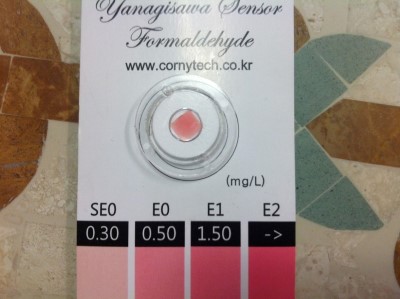 Yanagisawa Sensor
Formaldehyde
www.cornytech.co.kr
(mg/L)
SE0 E0 E1 E2
0.30 0.50 1.50 ->